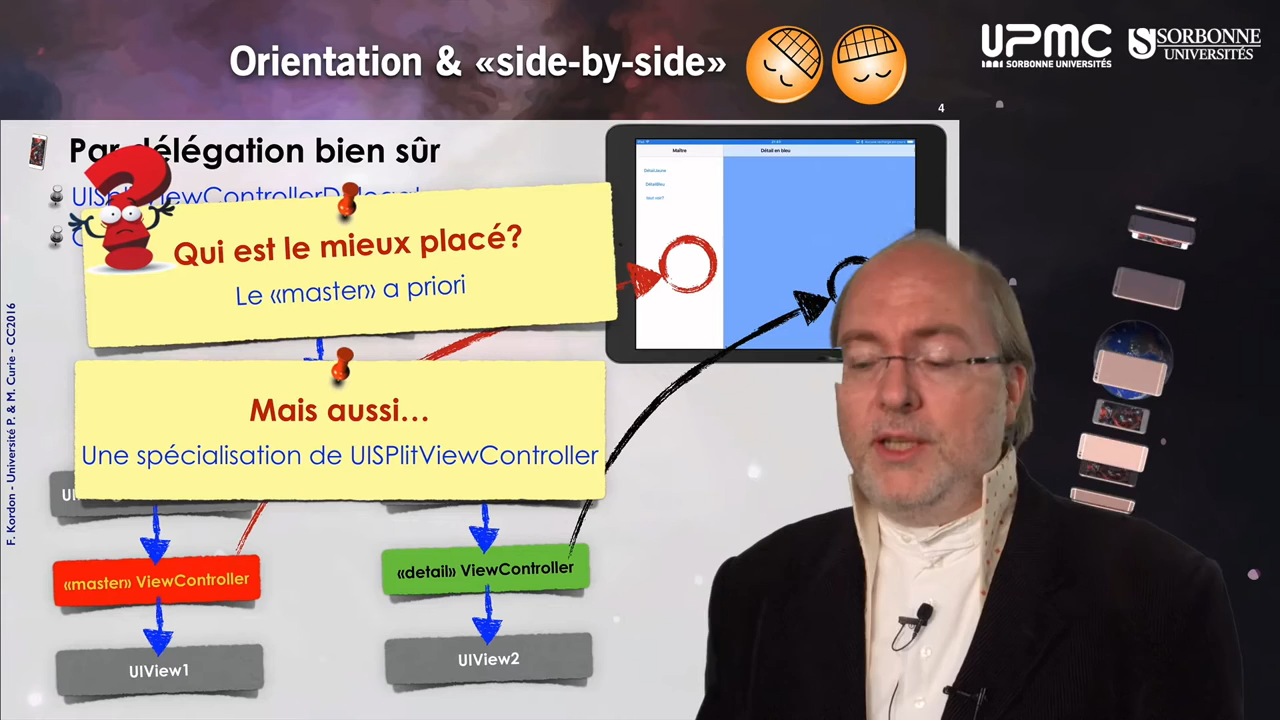 Orientation & «side-by-side»
UPMC
SORBONNE UNIVERSITÉS
SORBONNE
UNIVERSITÉS
4
Par délégation bien sûr
Qui est le mieux placé?
Le «master» a priori
Mais aussi...
Une spécialisation de UISPlitViewController
«master» ViewController
«detail» ViewController
UIView1
UIView2
Maître
Détail en bleu
F. Kordon - Université P. & M. Curie - CC2016